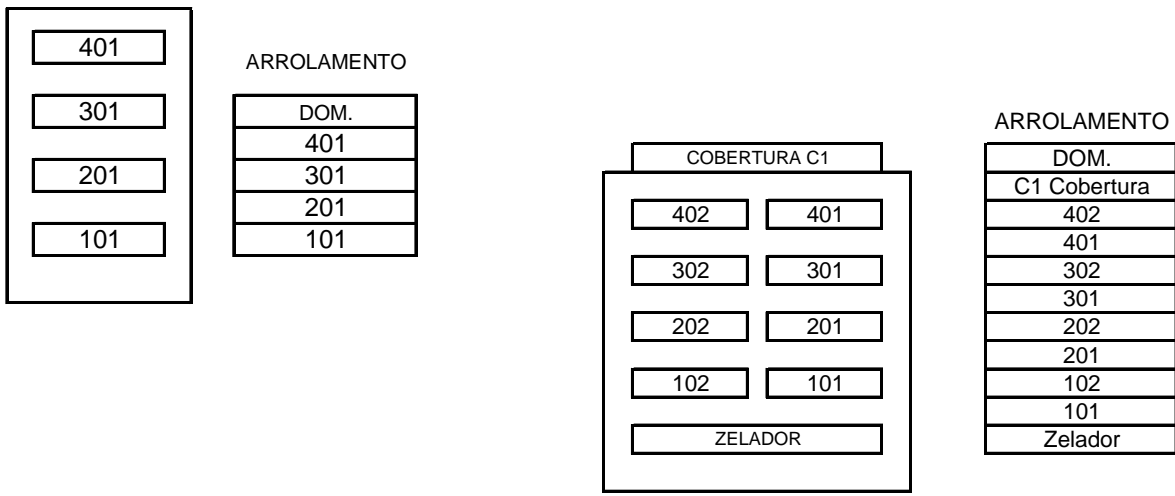 401
301
201
101
ARROLAMENTO
DOM.
401
301
201
101
COBERTURA C1
402 401
302 301
202 201
102 101
ZELADOR
ARROLAMENTO
DOM.
C1 Cobertura
402
401
302
301
202
201
102
101
Zelador